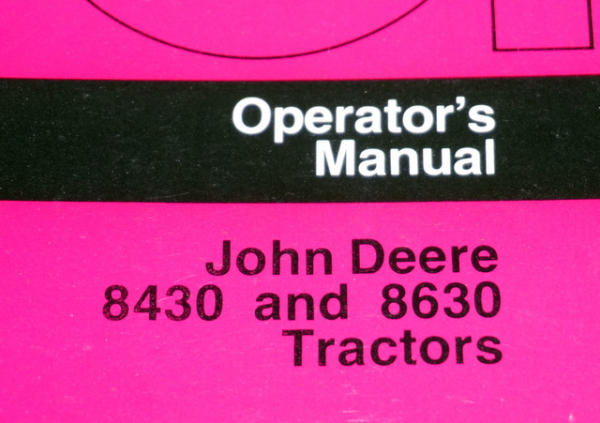 Operator's
Manual
John Deere
8430 and 8630
Tractors